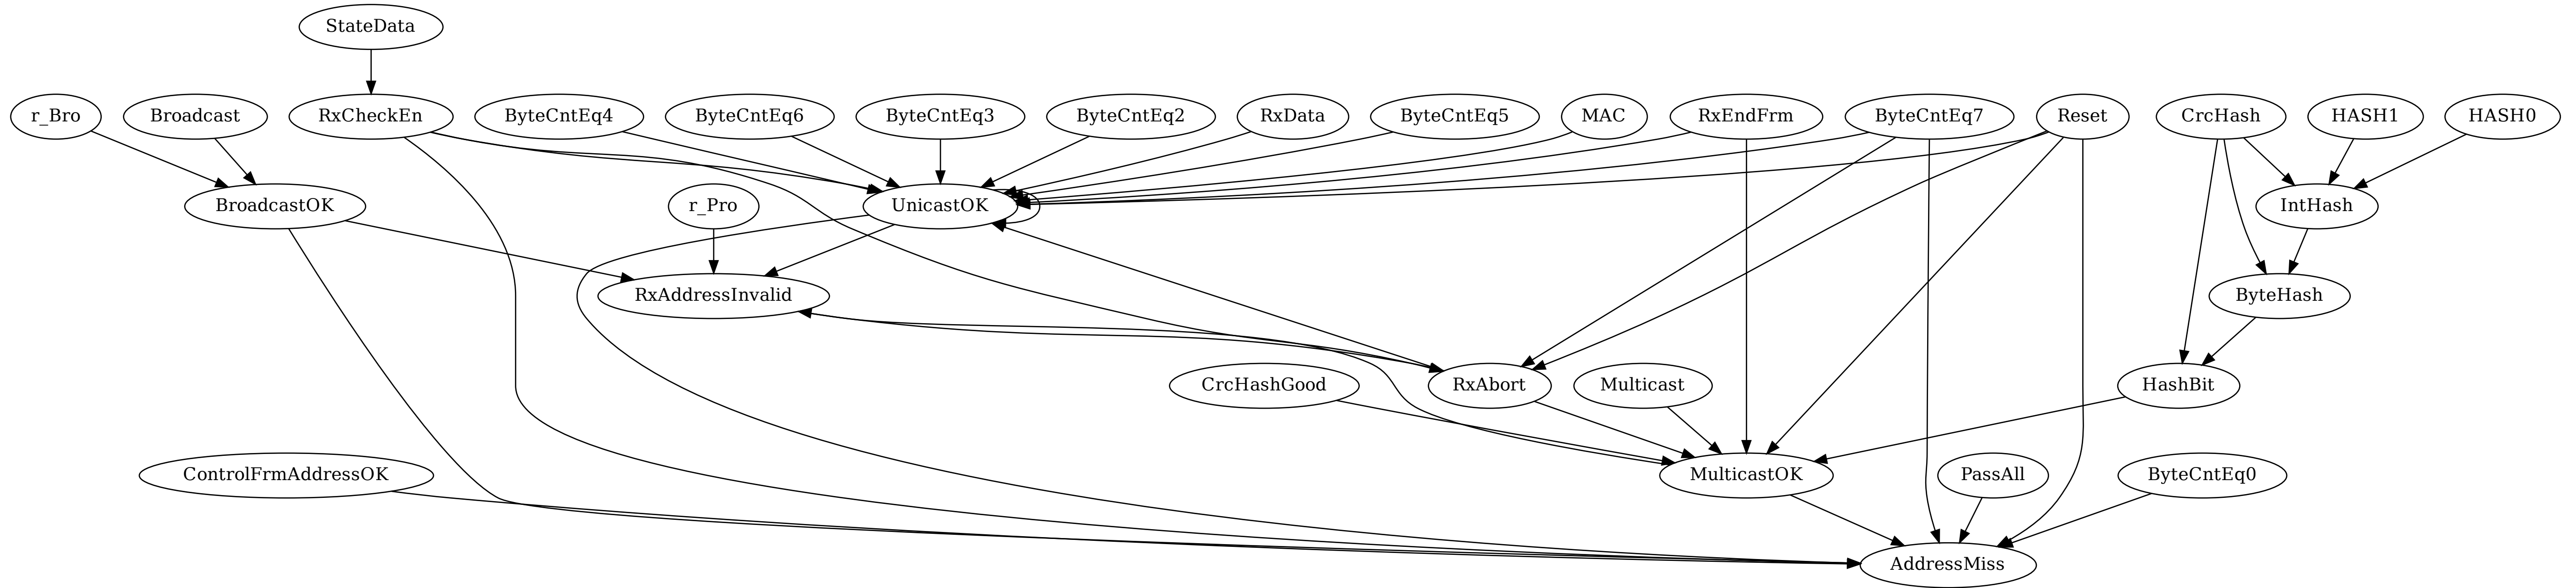 StateData
r_Bro
Broadcast
RxCheckEn
ByteCntEq4
ByteCntEq6
ByteCntEq3
ByteCntEq2
RxData
ByteCntEq5
MAC
RxEndFrm
ByteCntEq7
Reset
CrcHash
HASH1
HASH0
BroadcastOK
r_Pro
UnicastOK
IntHash
RxAddressInvalid
ByteHash
CrcHashGood
RxAbort
Multicast
HashBit
ControlFrmAddressOK
MulticastOK
PassAll
ByteCntEq0
AddressMiss